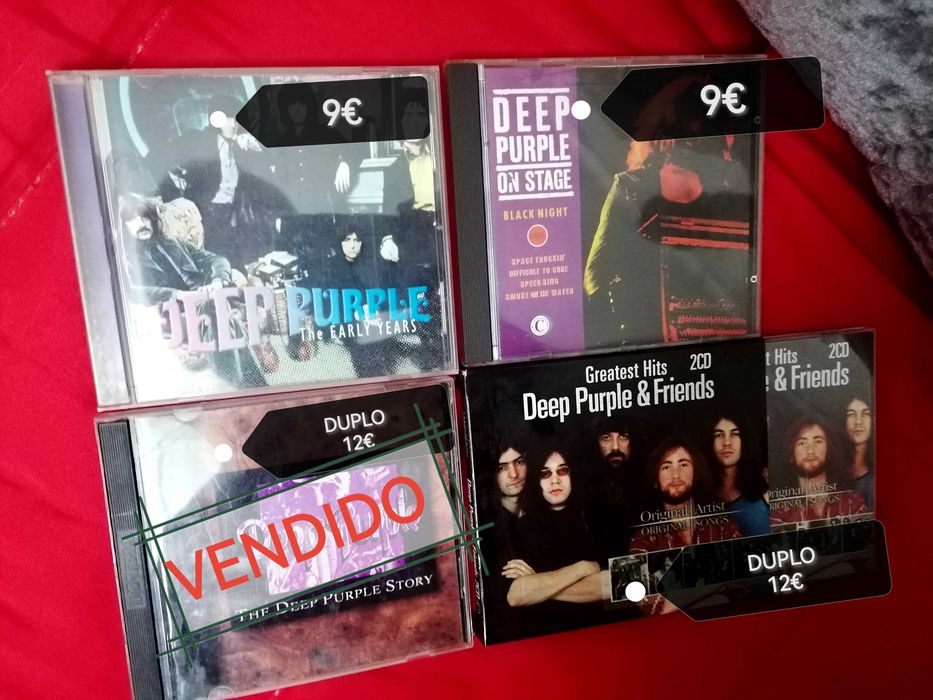 9€
DEEP PURPLE
The EARLY YEARS
9€
DEEP
PURPLE
ON STAGE
BLACK NIGHT
SPACE TRUCKIN'
DIFFICULT TO CURE
SPEED KING
SMOKE ON THE WATER
C
DUPLO
12€
VENDIDO
THE DEEP PURPLE STORY
Greatest Hits 2CD
Deep Purple & Friends
Original Artist
ORIGINAL SONGS
t Hits 2CD
e & Friends
riginal Artist
ORIGINAL SONGS
DUPLO
12€